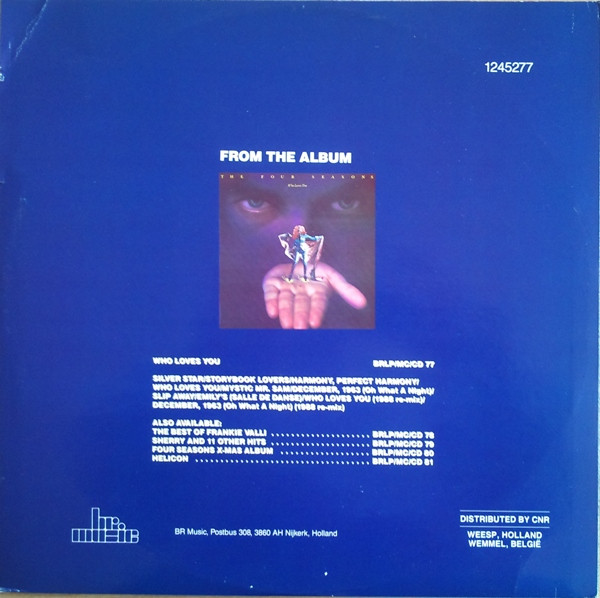 1245277
FROM THE ALBUM
THE FOUR SEASONS
Who Loves You
WHO LOVES YOU BRLP/MC/CD 77
SILVER STAR/STORYBOOK LOVERS/HARMONY, PERFECT HARMONY/
WHO LOVES YOU/MYSTIC MR. SAM/DECEMBER, 1963 (Oh What A Night)/
SLIP AWAY/EMILY'S (SALLE DE DANSE)/WHO LOVES YOU (1988 re-mix)/
DECEMBER, 1963 (Oh What A Night) (1988 re-mix)
ALSO AVAILABLE:
THE BEST OF FRANKIE VALLI ..................... BRLP/MC/CD 78
SHERRY AND 11 OTHER HITS ..................... BRLP/MC/CD 79
FOUR SEASONS X-MAS ALBUM ................... BRLP/MC/CD 80
HELICON .................................... BRLP/MC/CD 81
br.
music
BR Music, Postbus 308, 3860 AH Nijkerk, Holland
DISTRIBUTED BY CNR
WEESP, HOLLAND
WEMMEL, BELGIË